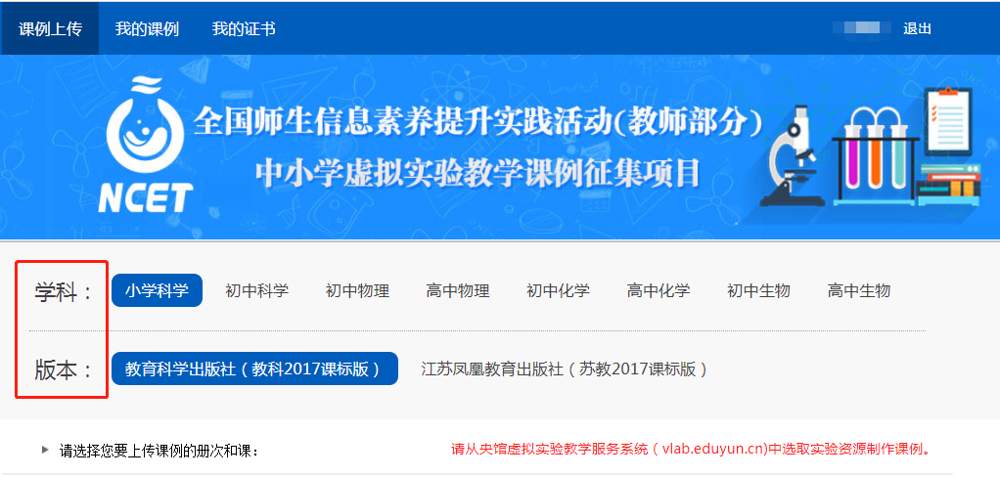 课例上传 我的课例 我的证书 退出
全国师生信息素养提升实践活动(教师部分)
中小学虚拟实验教学课例征集项目
NCET
学科： 小学科学 初中科学 初中物理 高中物理 初中化学 高中化学 初中生物 高中生物
版本： 教育科学出版社（教科2017课标版） 江苏凤凰教育出版社（苏教2017课标版）
请选择您要上传课例的册次和课： 请从央馆虚拟实验教学服务系统（vlab.eduyun.cn)中选取实验资源制作课例。